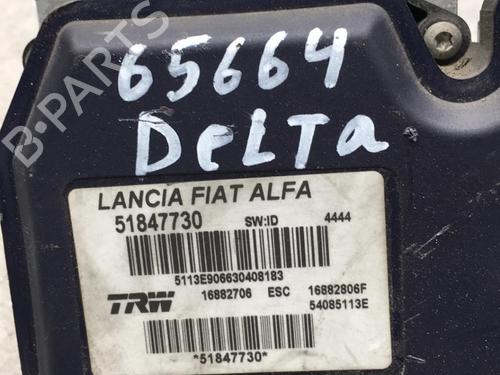 65664
DeLTa
B-PARTS
LANCIA FIAT ALFA
51847730 SW:ID 4444
5113E906630408183
TRW 16882706 ESC 16882806F
54085113E
*51847730*